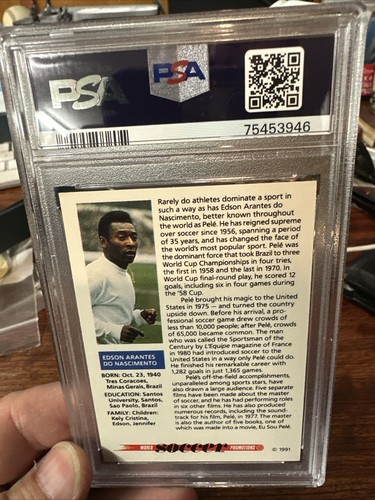 PSA
PSA
75453946
Rarely do athletes dominate a sport in
such a way as has Edson Arantes do
Nascimento, better known throughout
the world as Pelé. He has reigned supreme
over soccer since 1956, spanning a period
of 35 years, and has changed the face of
the world's most popular sport. Pelé was
the dominant force that took Brazil to three
World Cup Championships in four tries,
the first in 1958 and the last in 1970. In
World Cup final-round play, he scored 12
goals, including six in four games during
the '58 Cup.
Pelé brought his magic to the United
States in 1975 — and turned the country
upside down. Before his arrival, a pro-
fessional soccer game drew crowds of
less than 10,000 people; after Pelé, crowds
of 65,000 became common. The man
who was called the Sportsman of the
Century by L'Equipe magazine of France
in 1980 had introduced soccer to the
United States in a way only Pelé could do.
He finished his remarkable career with
1,282 goals in just 1,365 games.
Pelé's off-the-field accomplishments,
unparalleled among sports stars, have
also drawn a large audience. Five separate
films have been made about the master
of soccer, and he has had performing roles
in six other films. He has also produced
numerous records, including the sound-
track for his film, Pelé, in 1977. The master
is also the author of five books, one of
which was made into a movie, Eu Sou Pelé.
EDSON ARANTES
DO NASCIMENTO
BORN: Oct. 23, 1940
Tres Coracoes,
Minas Gerais, Brazil
EDUCATION: Santos
University, Santos,
Sao Paolo, Brazil
FAMILY: Children:
Kely Cristina,
Edson, Jennifer
WORLD soccer PROMOTIONS © 1991